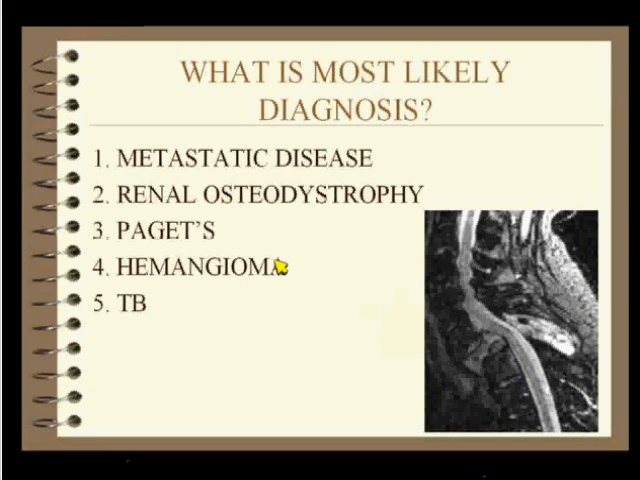 WHAT IS MOST LIKELY
DIAGNOSIS?
1. METASTATIC DISEASE
2. RENAL OSTEODYSTROPHY
3. PAGET'S
4. HEMANGIOMA
5. TB